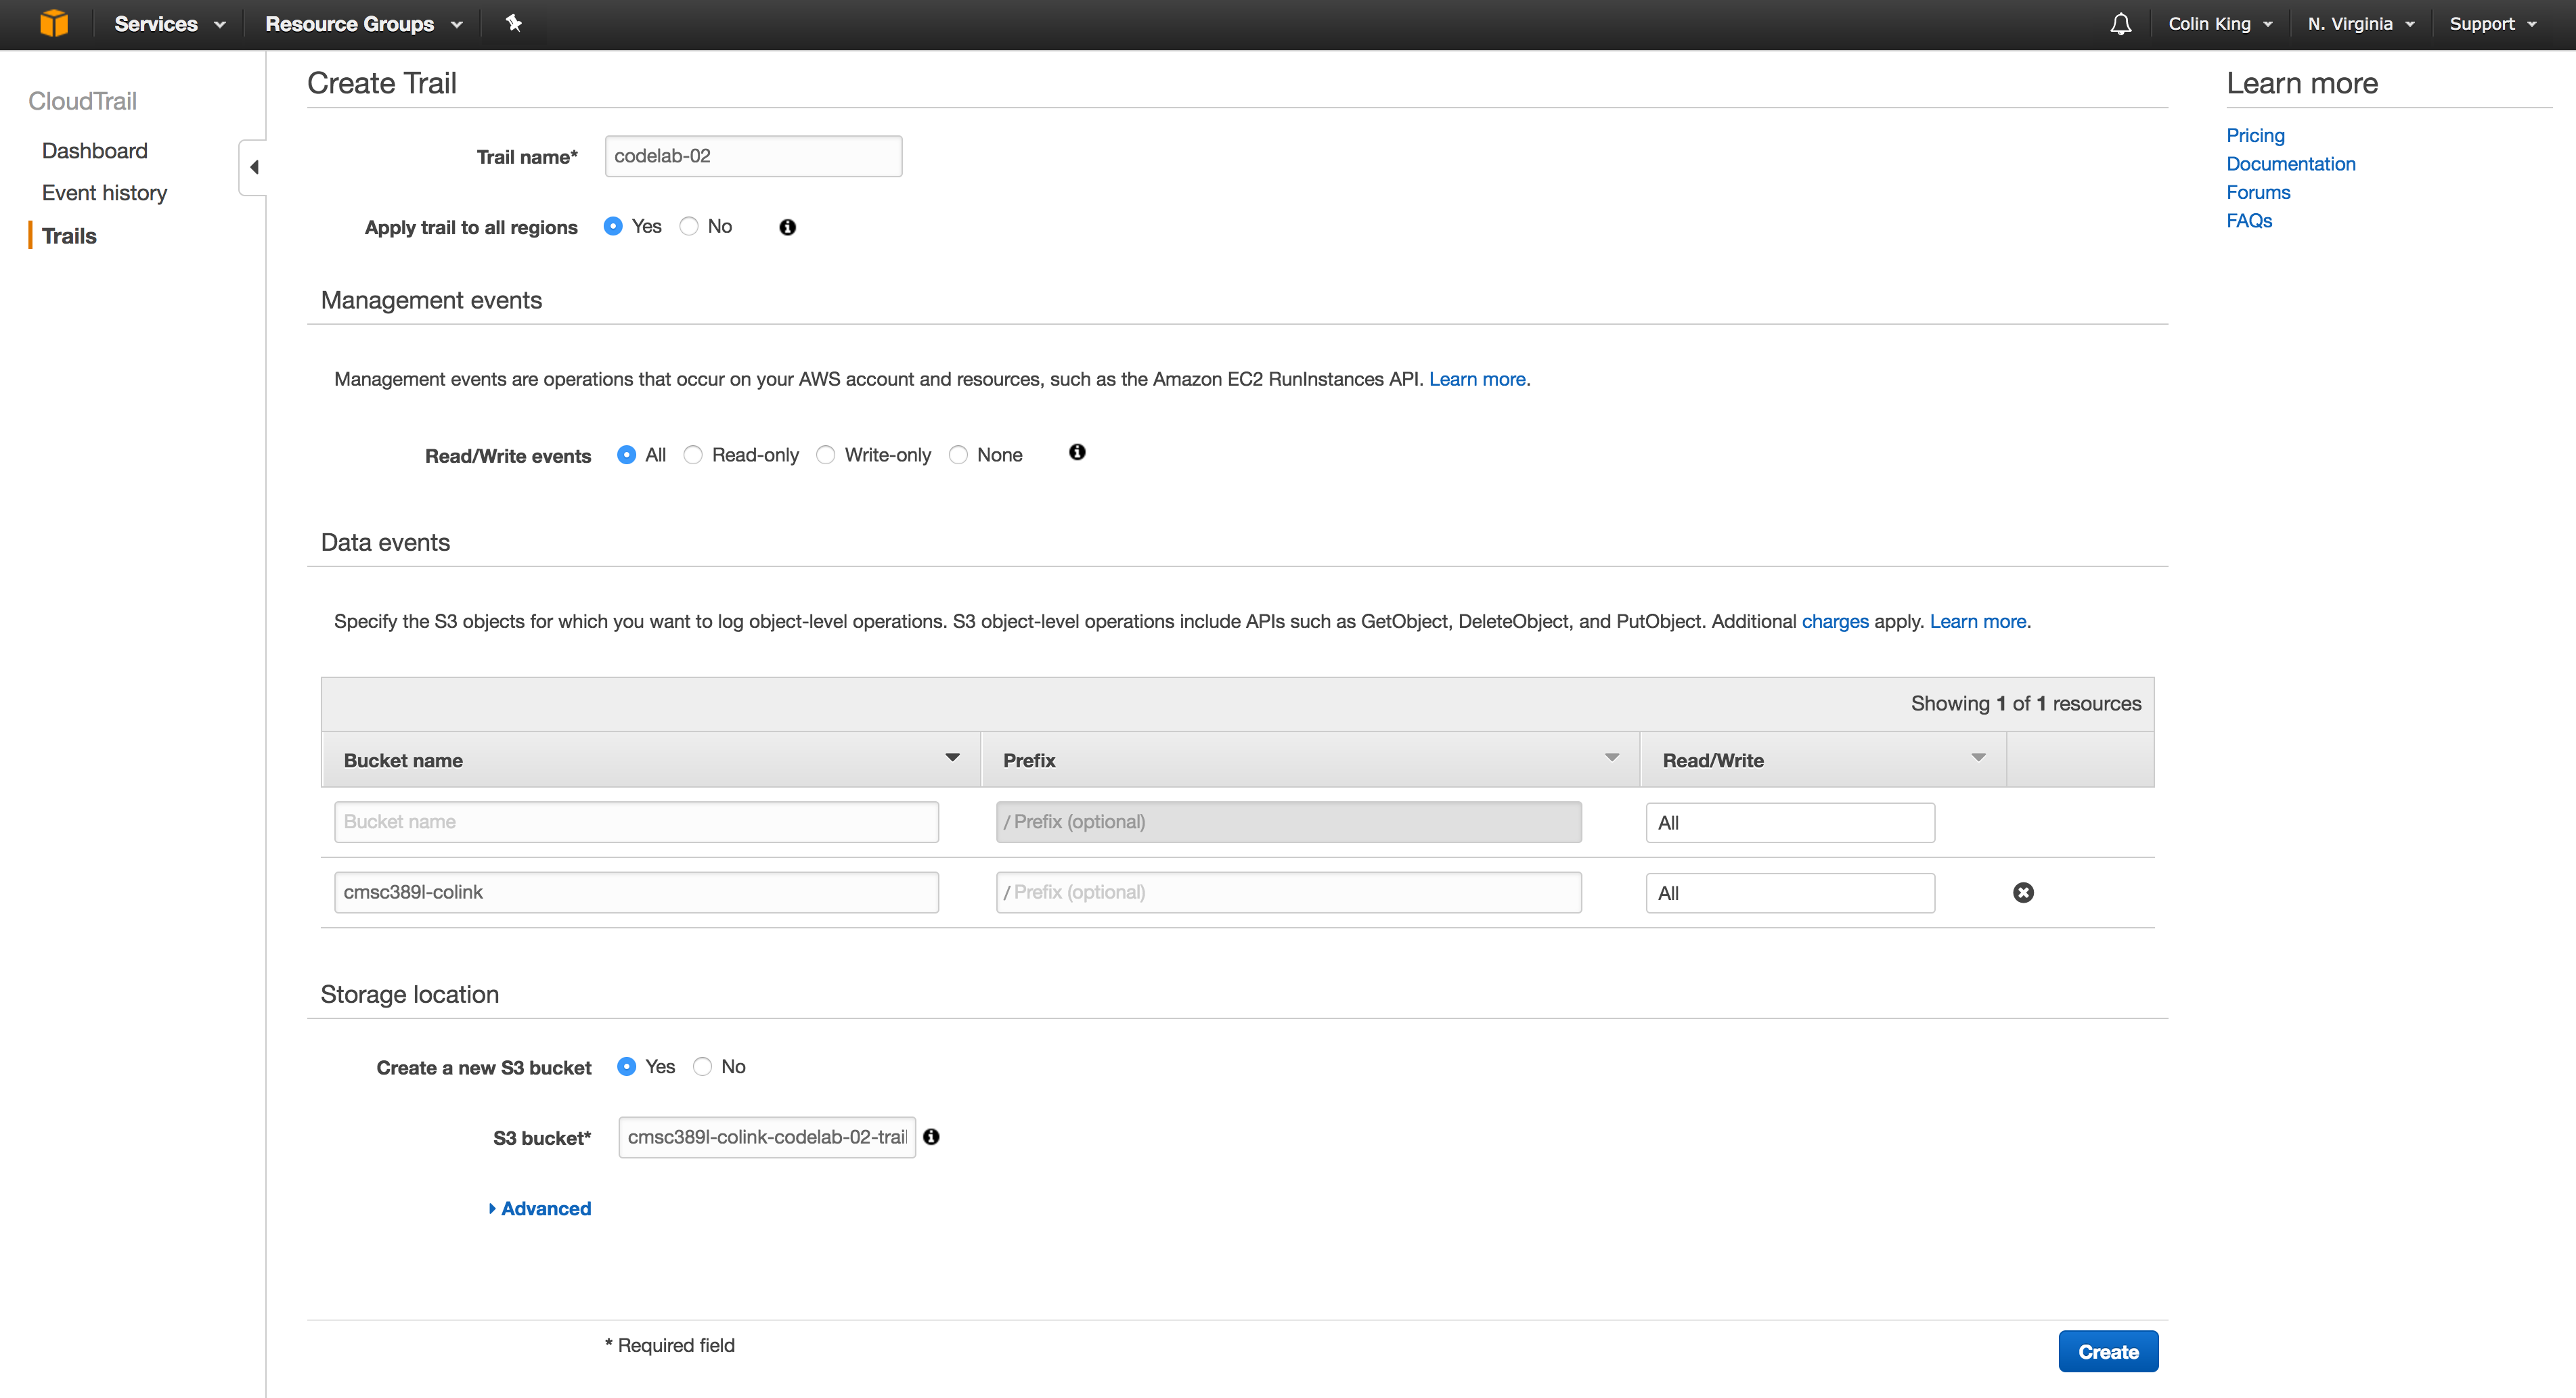 Services Resource Groups Colin King N. Virginia Support
CloudTrail
Dashboard
Event history
Trails
Create Trail
Trail name* codelab-02
Apply trail to all regions Yes No
Management events
Management events are operations that occur on your AWS account and resources, such as the Amazon EC2 RunInstances API. Learn more.
Read/Write events All Read-only Write-only None
Data events
Specify the S3 objects for which you want to log object-level operations. S3 object-level operations include APIs such as GetObject, DeleteObject, and PutObject. Additional charges apply. Learn more.
Showing 1 of 1 resources
Bucket name Prefix Read/Write
Bucket name / Prefix (optional) All
cmsc389l-colink / Prefix (optional) All
Storage location
Create a new S3 bucket Yes No
S3 bucket* cmsc389l-colink-codelab-02-trail
Advanced
* Required field
Create
Learn more
Pricing
Documentation
Forums
FAQs